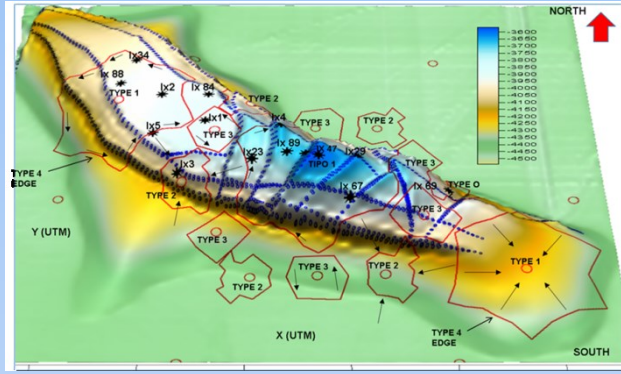 NORTH
-3600
-3650
-3700
-3750
-3800
-3850
-3900
-3950
-4000
-4050
-4100
-4150
-4200
-4250
-4300
-4350
-4400
-4450
-4500
Ix34
Ix 88
Ix2
Ix 84
TYPE 1
TYPE 2
Ix1
Ix4
TYPE 3
TYPE 3
TYPE 2
Ix5
Ix23
Ix 89
Ix 47
Ix29
TIPO 1
TYPE 3
Ix3
TYPE 4
EDGE
TYPE 2
Ix 67
Ix 69
TYPE O
TYPE 3
Y (UTM)
TYPE 3
TYPE 3
TYPE 2
TYPE 1
TYPE 2
X (UTM)
TYPE 4
EDGE
SOUTH